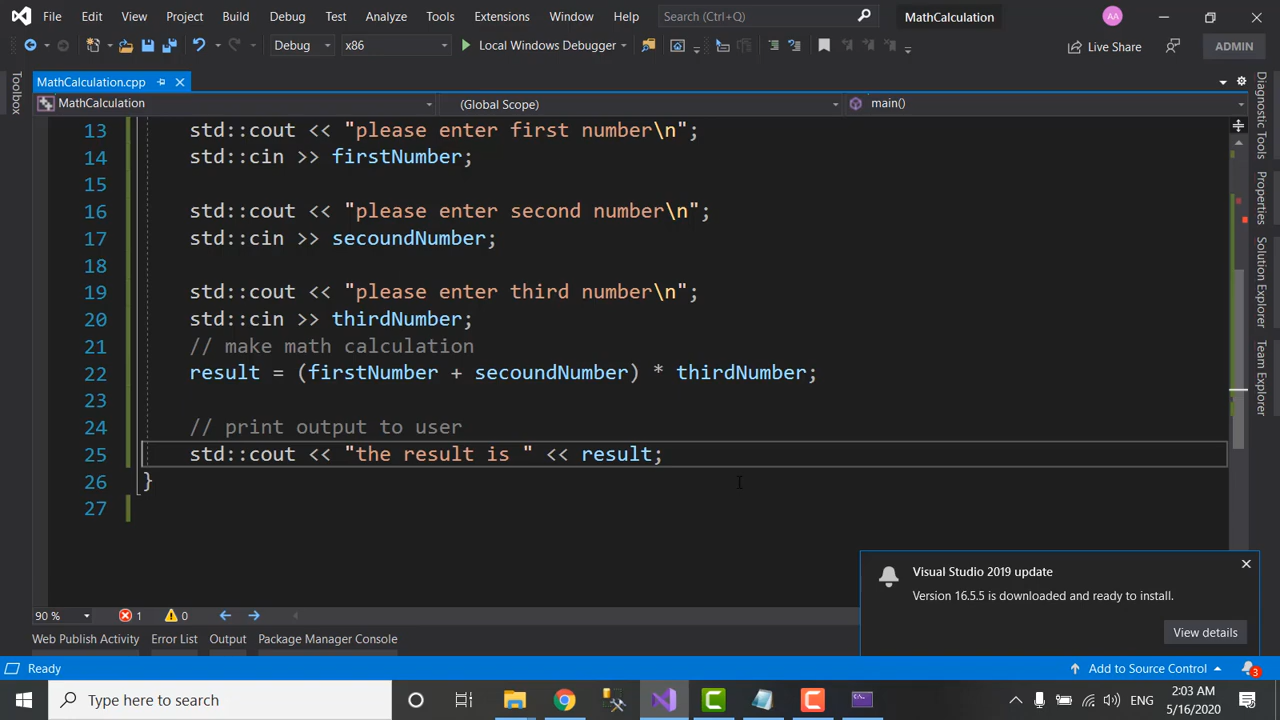 File Edit View Project Build Debug Test Analyze Tools Extensions Window Help Search (Ctrl+Q) MathCalculation AA
Debug x86 Local Windows Debugger Live Share ADMIN
MathCalculation.cpp
MathCalculation (Global Scope) main()
Toolbox
13 std::cout << "please enter first number\n";
14 std::cin >> firstNumber;
15
16 std::cout << "please enter second number\n";
17 std::cin >> secoundNumber;
18
19 std::cout << "please enter third number\n";
20 std::cin >> thirdNumber;
21 // make math calculation
22 result = (firstNumber + secoundNumber) * thirdNumber;
23
24 // print output to user
25 std::cout << "the result is " << result;
26 }
27
Diagnostic Tools
Properties
Solution Explorer
Team Explorer
Visual Studio 2019 update
Version 16.5.5 is downloaded and ready to install.
View details
90 % 1 0
Web Publish Activity Error List Output Package Manager Console
Ready Add to Source Control 3
Type here to search ENG 2:03 AM
5/16/2020